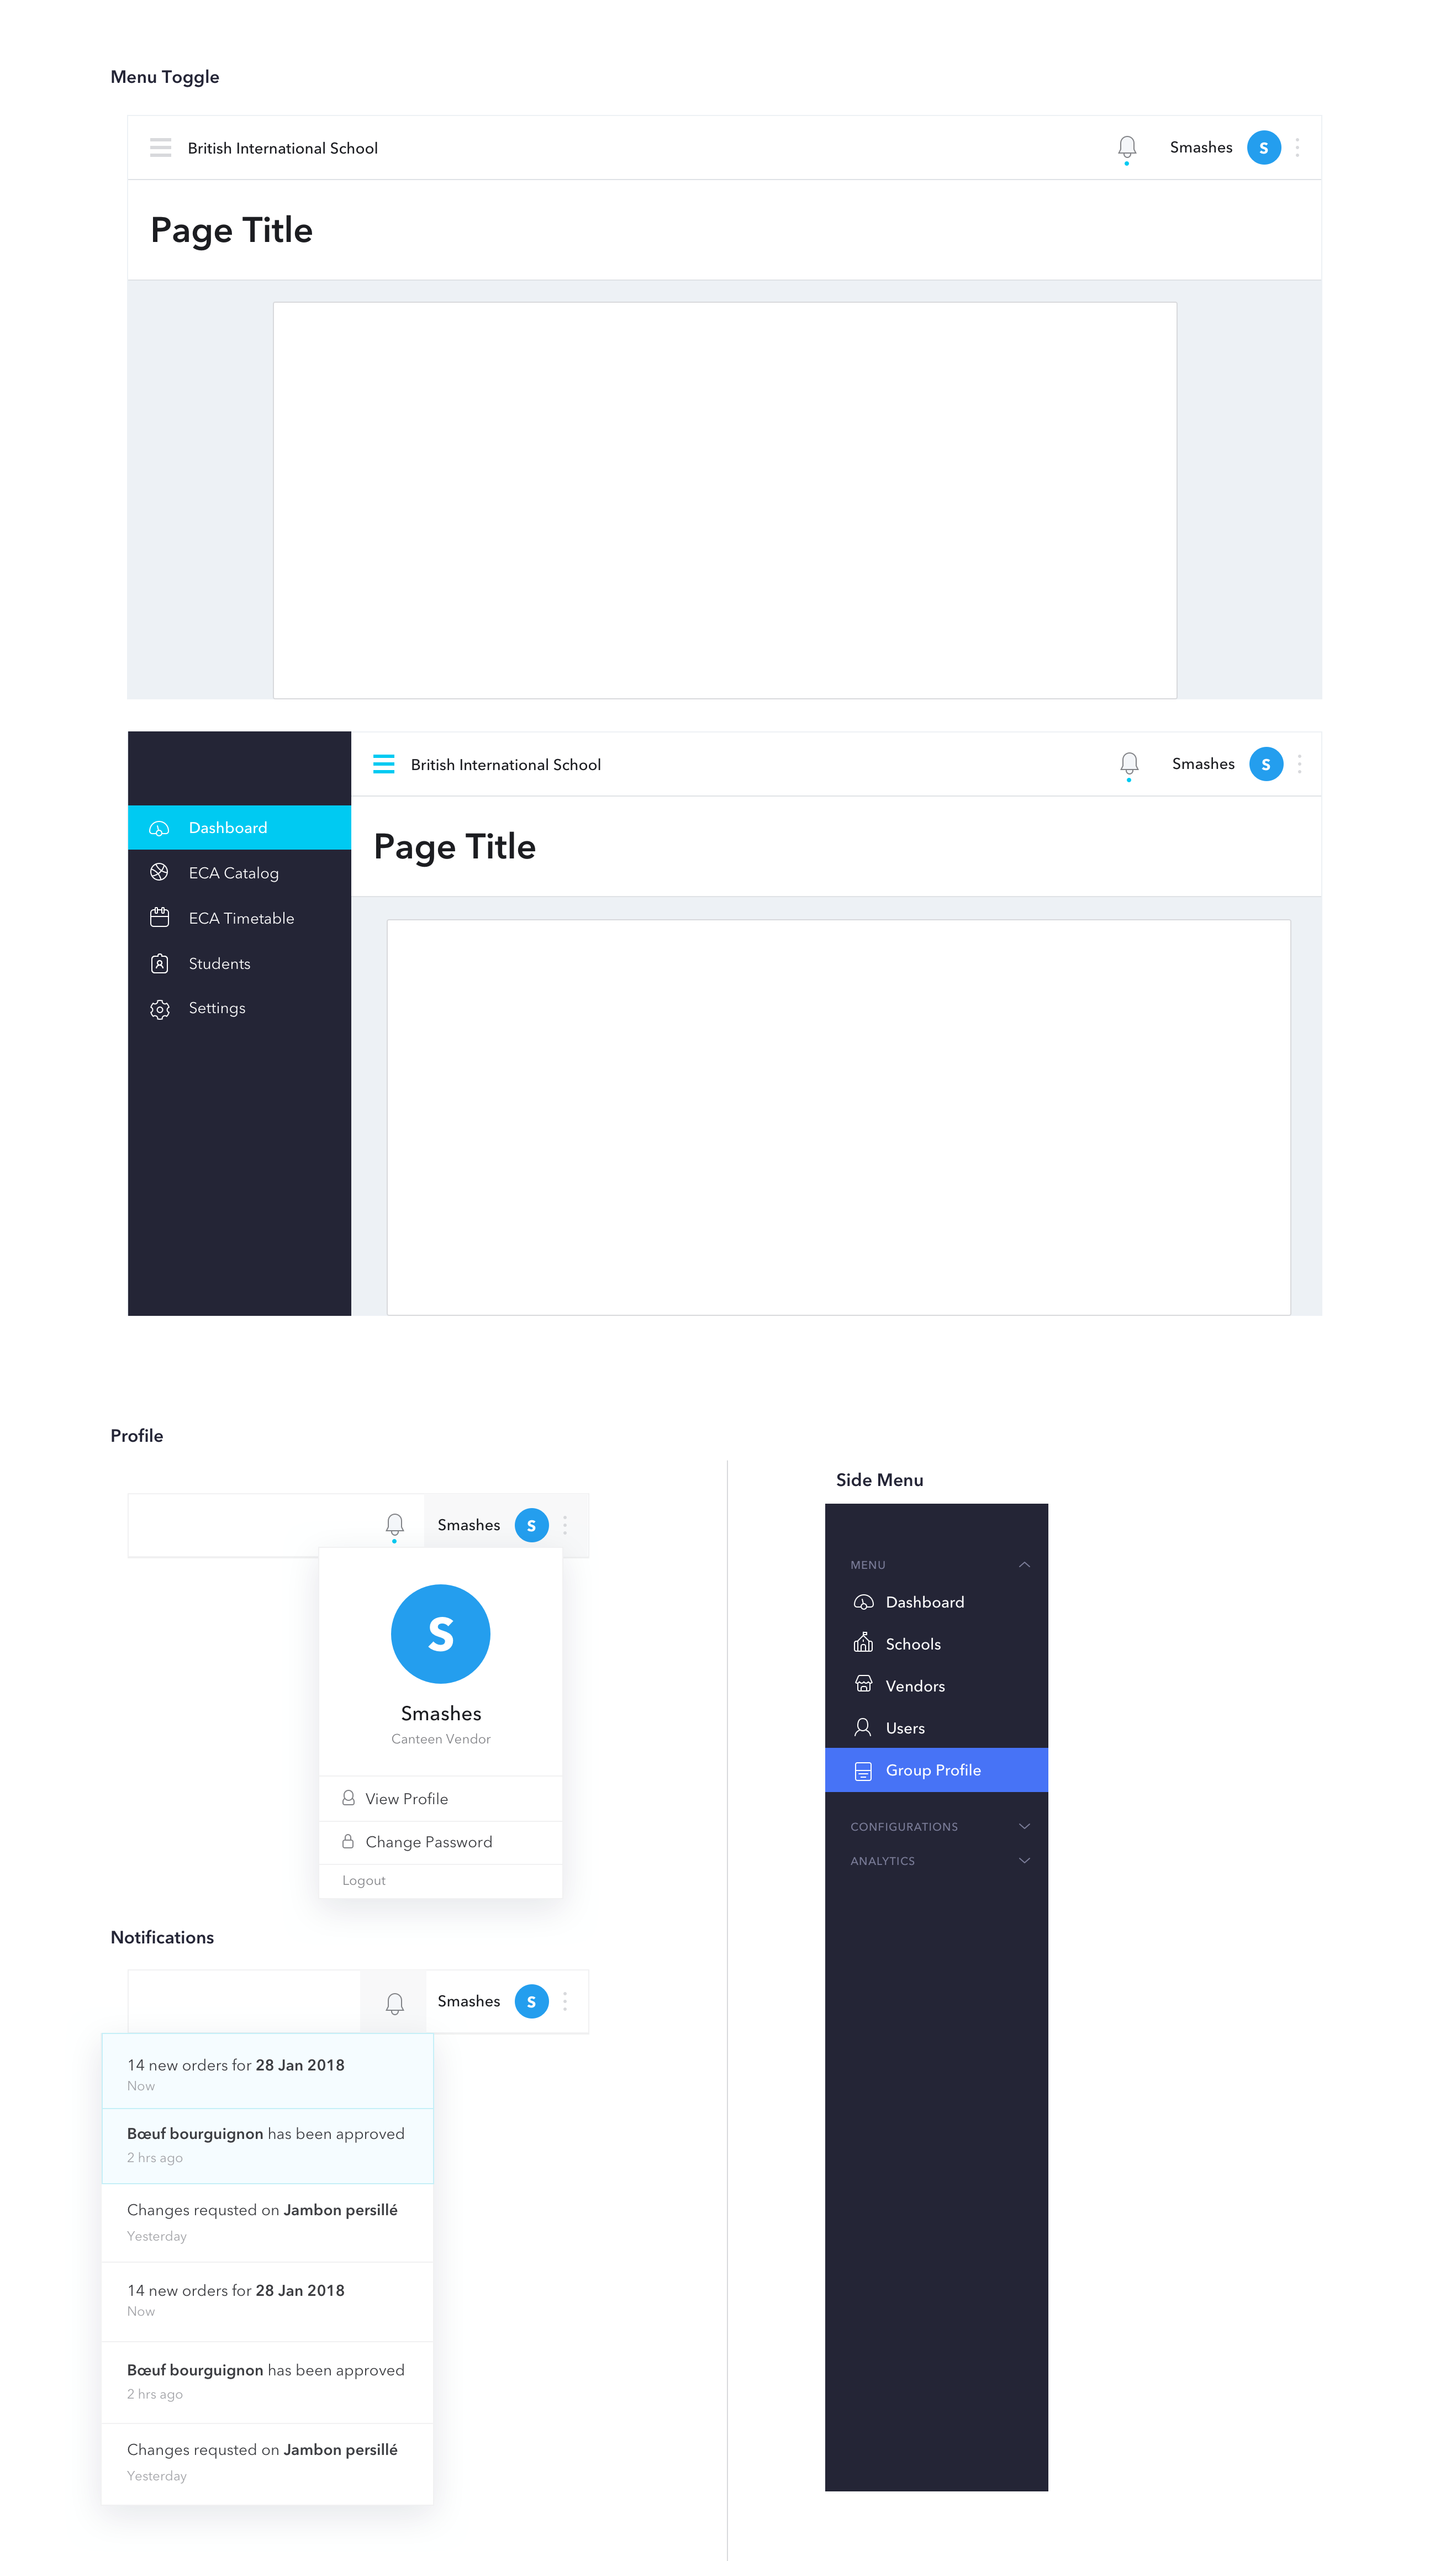 Menu Toggle
British International School
Smashes
S
Page Title
British International School
Smashes
S
Dashboard
ECA Catalog
ECA Timetable
Students
Settings
Page Title
Profile
Smashes
S
S
Smashes
Canteen Vendor
View Profile
Change Password
Logout
Notifications
Smashes
S
14 new orders for 28 Jan 2018
Now
Bœuf bourguignon has been approved
2 hrs ago
Changes requsted on Jambon persillé
Yesterday
14 new orders for 28 Jan 2018
Now
Bœuf bourguignon has been approved
2 hrs ago
Changes requsted on Jambon persillé
Yesterday
Side Menu
MENU
Dashboard
Schools
Vendors
Users
Group Profile
CONFIGURATIONS
ANALYTICS